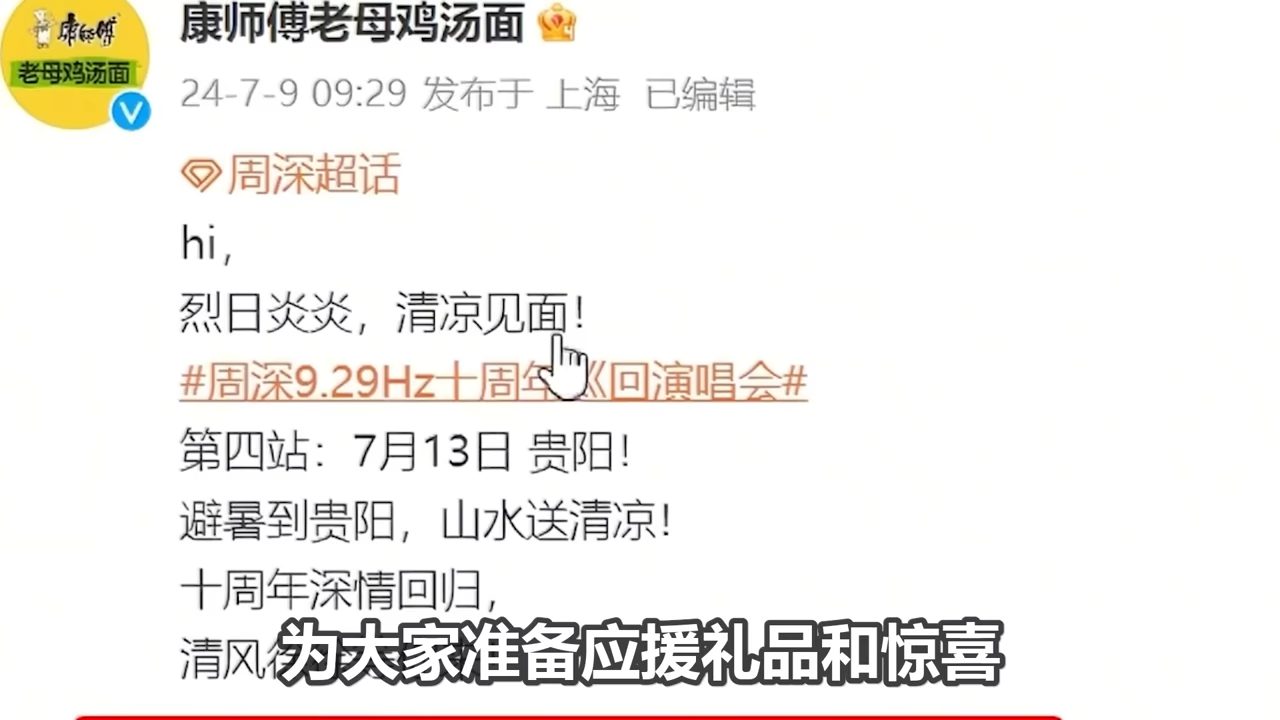 康师傅
老母鸡汤面
康师傅老母鸡汤面
24-7-9 09:29 发布于 上海 已编辑
周深超话
hi,
烈日炎炎，清凉见面！
#周深9.29Hz十周年巡回演唱会#
第四站：7月13日 贵阳！
避暑到贵阳，山水送清凉！
十周年深情回归，
清风
为大家准备应援礼品和惊喜